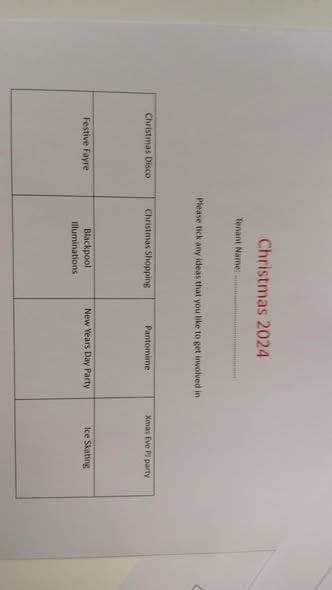 Christmas 2024
Tenant Name: ........................................
Please tick any ideas that you like to get involved in
Christmas Disco
Christmas Shopping
Pantomime
Xmas Eve PJ party
Festive Fayre
Blackpool
Illuminations
New Years Day Party
Ice Skating